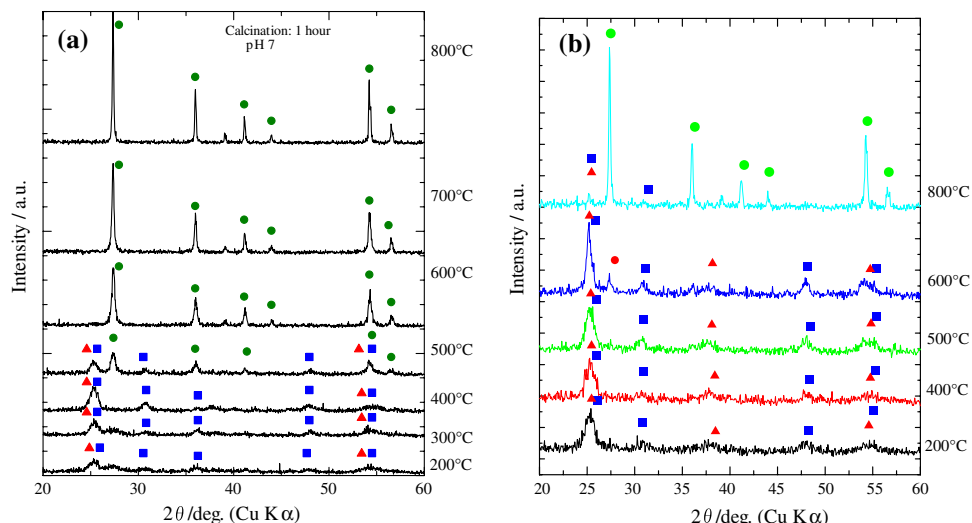 (a)
Calcination: 1 hour
pH 7
800°C
700°C
600°C
500°C
400°C
300°C
200°C
Intensity / a.u.
20 30 40 50 60
2θ/deg. (Cu Kα)
(b)
800°C
600°C
500°C
400°C
200°C
Intensity / a.u.
20 25 30 35 40 45 50 55 60
2θ/deg. (Cu Kα)